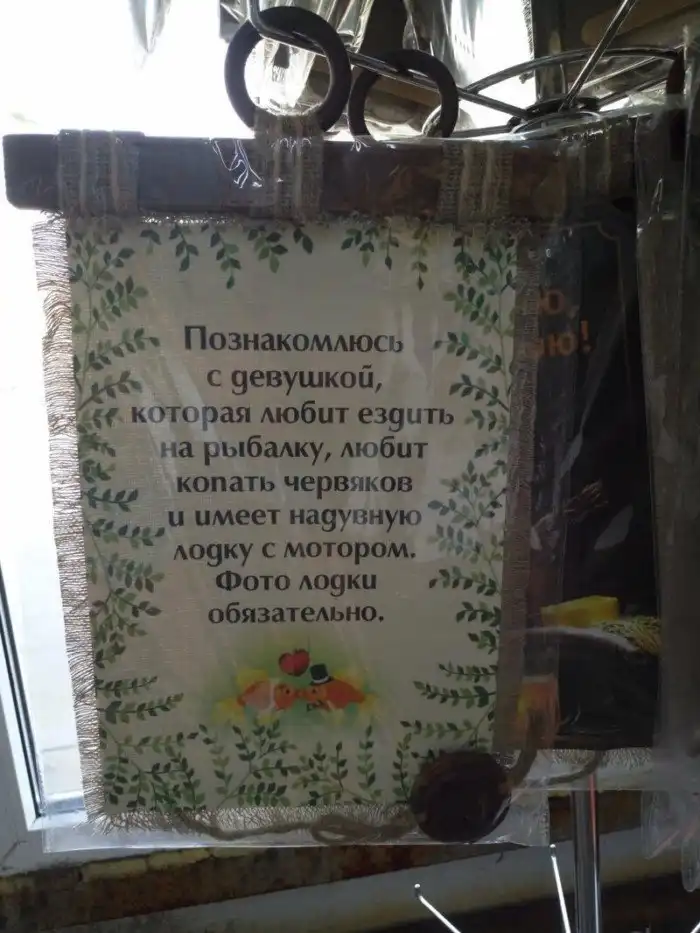 Познакомлюсь
с девушкой,
которая любит ездить
на рыбалку, любит
копать червяков
и имеет надувную
лодку с мотором.
Фото лодки
обязательно.